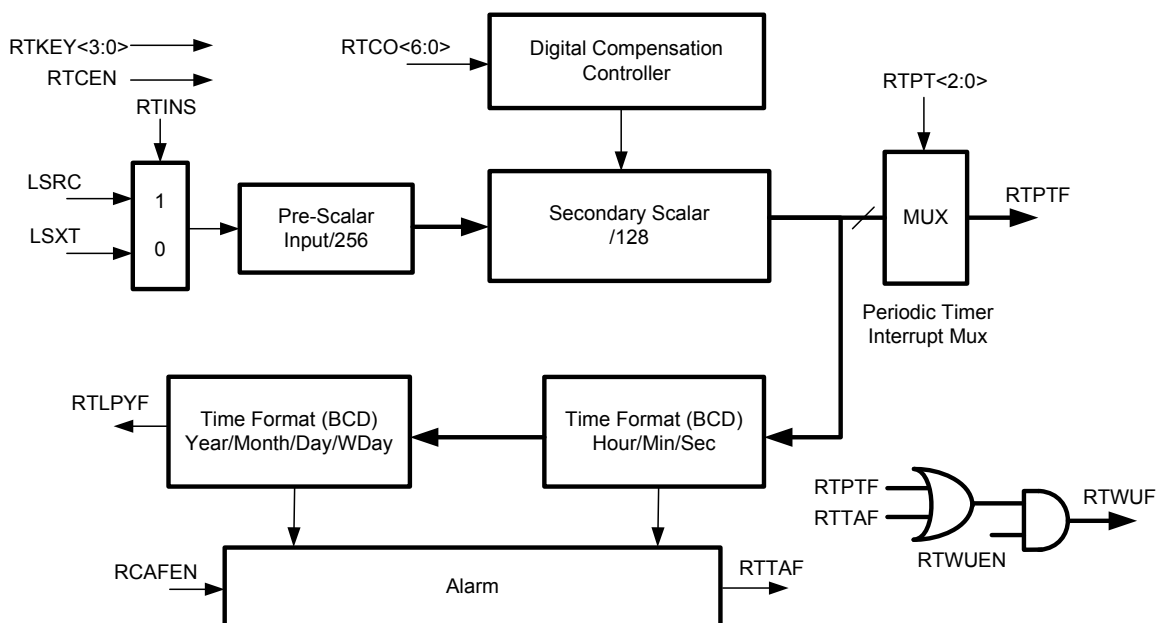 RTKEY<3:0>
RTCEN
RTINS
LSRC
LSXT
1
0
Pre-Scalar
Input/256
RTCO<6:0>
Digital Compensation
Controller
Secondary Scalar
/128
RTPT<2:0>
MUX
RTPTF
Periodic Timer
Interrupt Mux
RTLPYF
Time Format (BCD)
Year/Month/Day/WDay
Time Format (BCD)
Hour/Min/Sec
RTPTF
RTTAF
RTWUEN
RTWUF
RCAFEN
Alarm
RTTAF